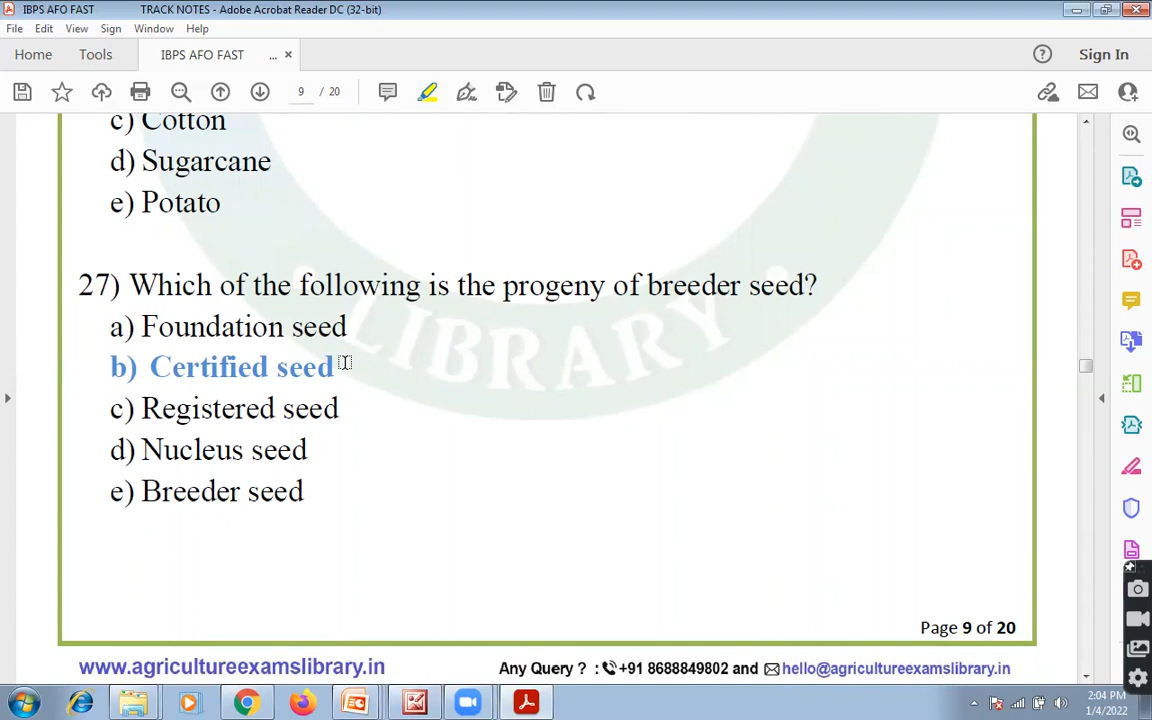 IBPS AFO FAST TRACK NOTES - Adobe Acrobat Reader DC (32-bit)
File Edit View Sign Window Help
Home Tools IBPS AFO FAST ... × Sign In
9 / 20
c) Cotton
d) Sugarcane
e) Potato
27) Which of the following is the progeny of breeder seed?
a) Foundation seed
b) Certified seed
c) Registered seed
d) Nucleus seed
e) Breeder seed
LIBRARY
Page 9 of 20
www.agricultureexamslibrary.in Any Query ? : +91 8688849802 and hello@agricultureexamslibrary.in
2:04 PM
1/4/2022